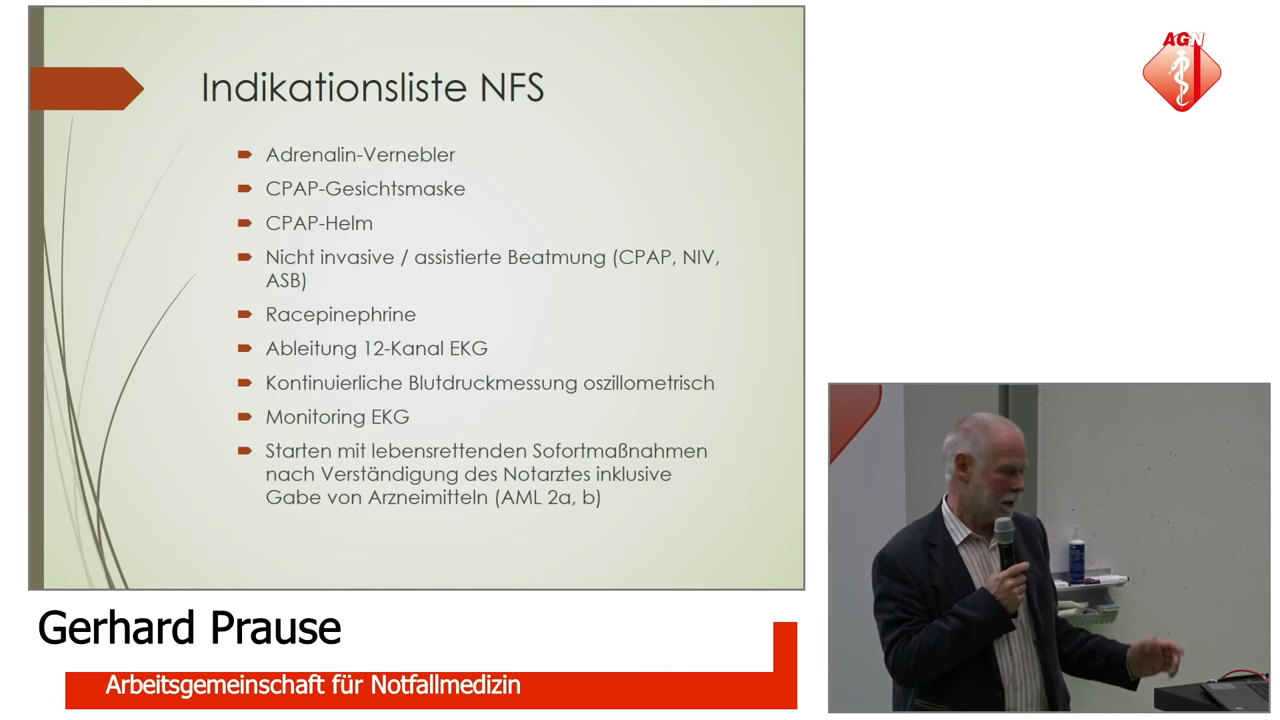 Indikationsliste NFS
Adrenalin-Vernebler
CPAP-Gesichtsmaske
CPAP-Helm
Nicht invasive / assistierte Beatmung (CPAP, NIV,
ASB)
Racepinephrine
Ableitung 12-Kanal EKG
Kontinuierliche Blutdruckmessung oszillometrisch
Monitoring EKG
Starten mit lebensrettenden Sofortmaßnahmen
nach Verständigung des Notarztes inklusive
Gabe von Arzneimitteln (AML 2a, b)
Gerhard Prause
Arbeitsgemeinschaft für Notfallmedizin
AGN